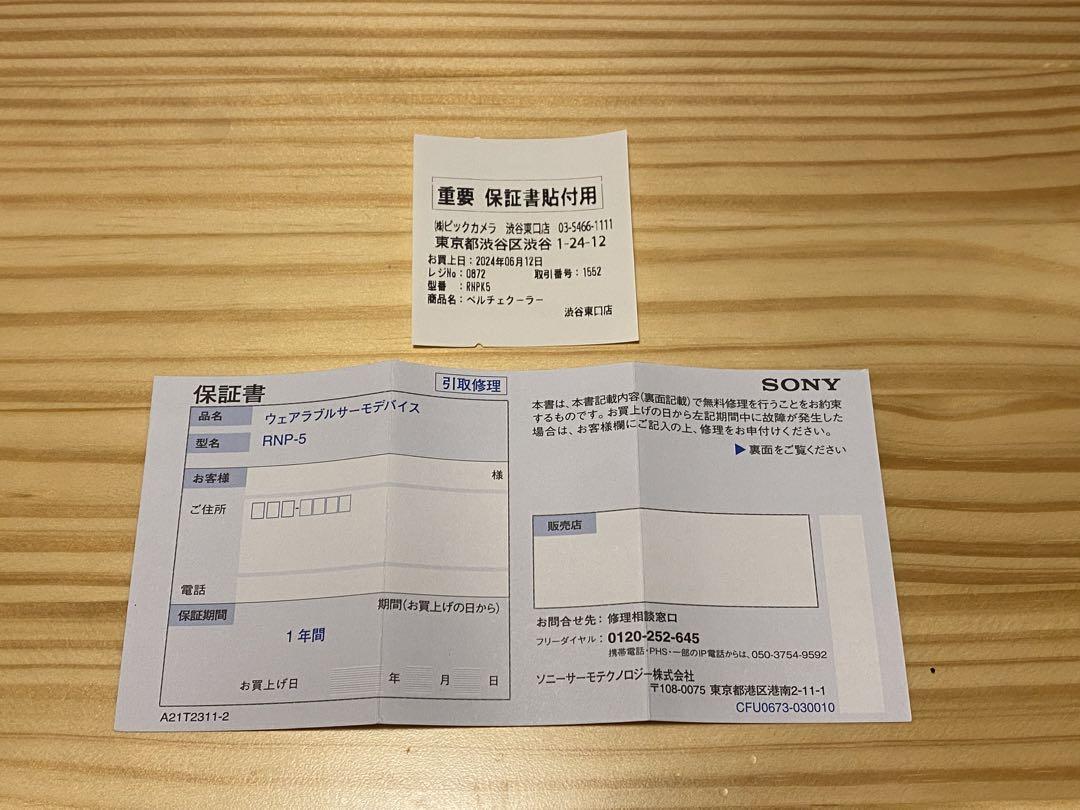 重要 保証書貼付用
㈱ビックカメラ 渋谷東口店 03-5466-1111
東京都渋谷区渋谷 1-24-12
お買上日：2024年06月12日
レジNo：0872 取引番号：1552
型番 ：RNPK5
商品名：ペルチェクーラー
渋谷東口店
保証書
引取修理
品名 ウェアラブルサーモデバイス
型名 RNP-5
お客様 様
ご住所
電話
保証期間 期間（お買上げの日から）
1 年間
お買上げ日 年 月 日
A21T2311-2
SONY
本書は、本書記載内容（裏面記載）で無料修理を行うことをお約束
するものです。お買上げの日から左記期間中に故障が発生した
場合は、お客様欄にご記入の上、修理をお申付けください。
▶裏面をご覧ください
販売店
お問合せ先：修理相談窓口
フリーダイヤル：0120-252-645
携帯電話・PHS・一部のIP電話からは、050-3754-9592
ソニーサーモテクノロジー株式会社
〒108-0075 東京都港区港南2-11-1
CFU0673-030010